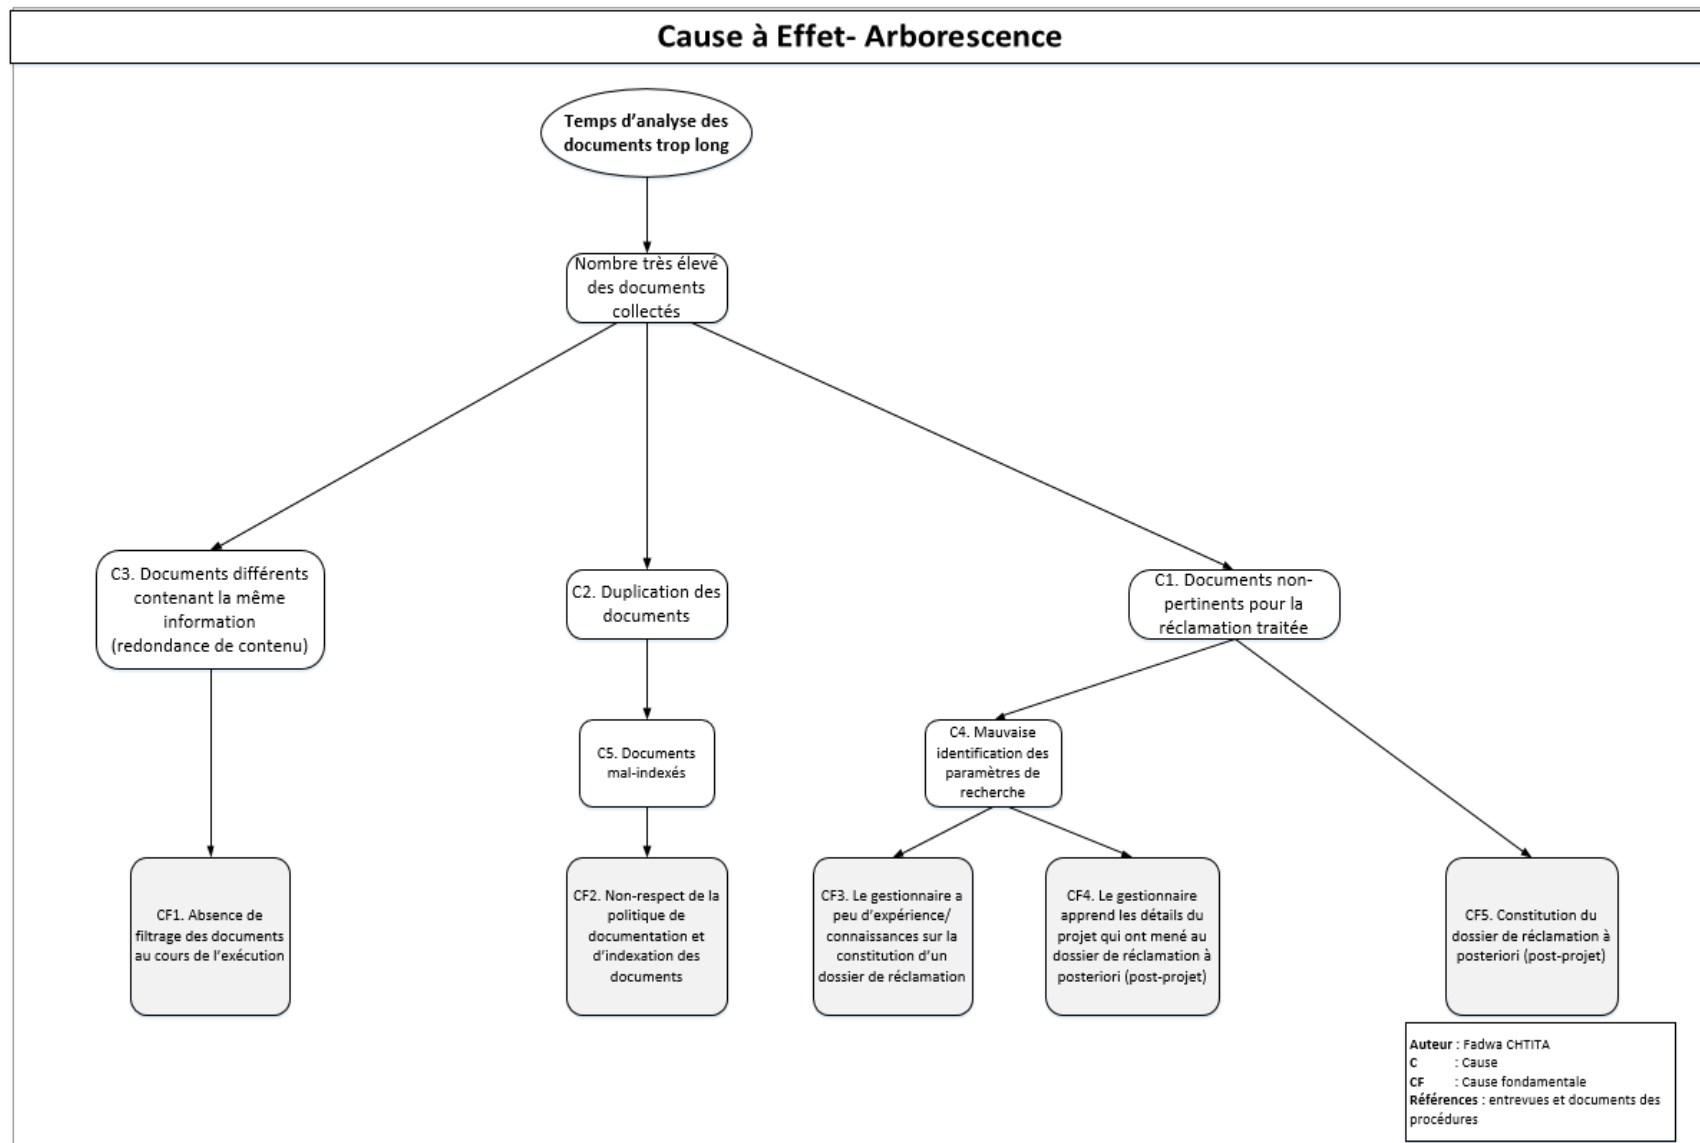 Cause à Effet- Arborescence
Temps d’analyse des
documents trop long
Nombre très élevé
des documents
collectés
C3. Documents différents
contenant la même
information
(redondance de contenu)
C2. Duplication des
documents
C1. Documents non-
pertinents pour la
réclamation traitée
C5. Documents
mal-indexés
C4. Mauvaise
identification des
paramètres de
recherche
CF1. Absence de
filtrage des documents
au cours de l’exécution
CF2. Non-respect de la
politique de
documentation et
d’indexation des
documents
CF3. Le gestionnaire a
peu d’expérience/
connaissances sur la
constitution d’un
dossier de réclamation
CF4. Le gestionnaire
apprend les détails du
projet qui ont mené au
dossier de réclamation à
posteriori (post-projet)
CF5. Constitution du
dossier de réclamation à
posteriori (post-projet)
Auteur : Fadwa CHTITA
C : Cause
CF : Cause fondamentale
Références : entrevues et documents des
procédures